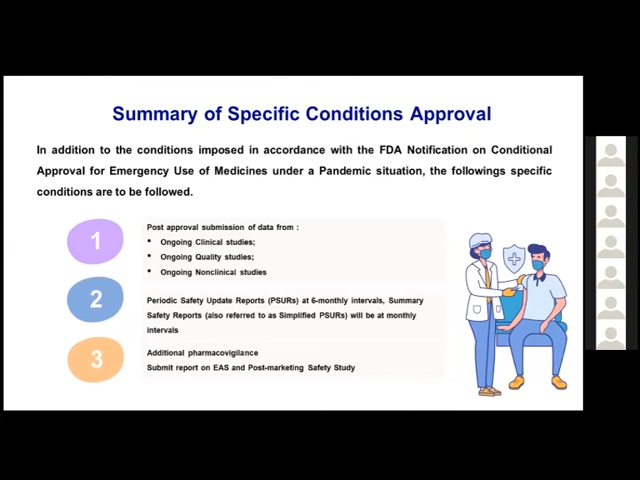 Summary of Specific Conditions Approval
In addition to the conditions imposed in accordance with the FDA Notification on Conditional
Approval for Emergency Use of Medicines under a Pandemic situation, the followings specific
conditions are to be followed.
1
Post approval submission of data from :
• Ongoing Clinical studies;
• Ongoing Quality studies;
• Ongoing Nonclinical studies
2
Periodic Safety Update Reports (PSURs) at 6-monthly intervals, Summary
Safety Reports (also referred to as Simplified PSURs) will be at monthly
intervals
3
Additional pharmacovigilance
Submit report on EAS and Post-marketing Safety Study